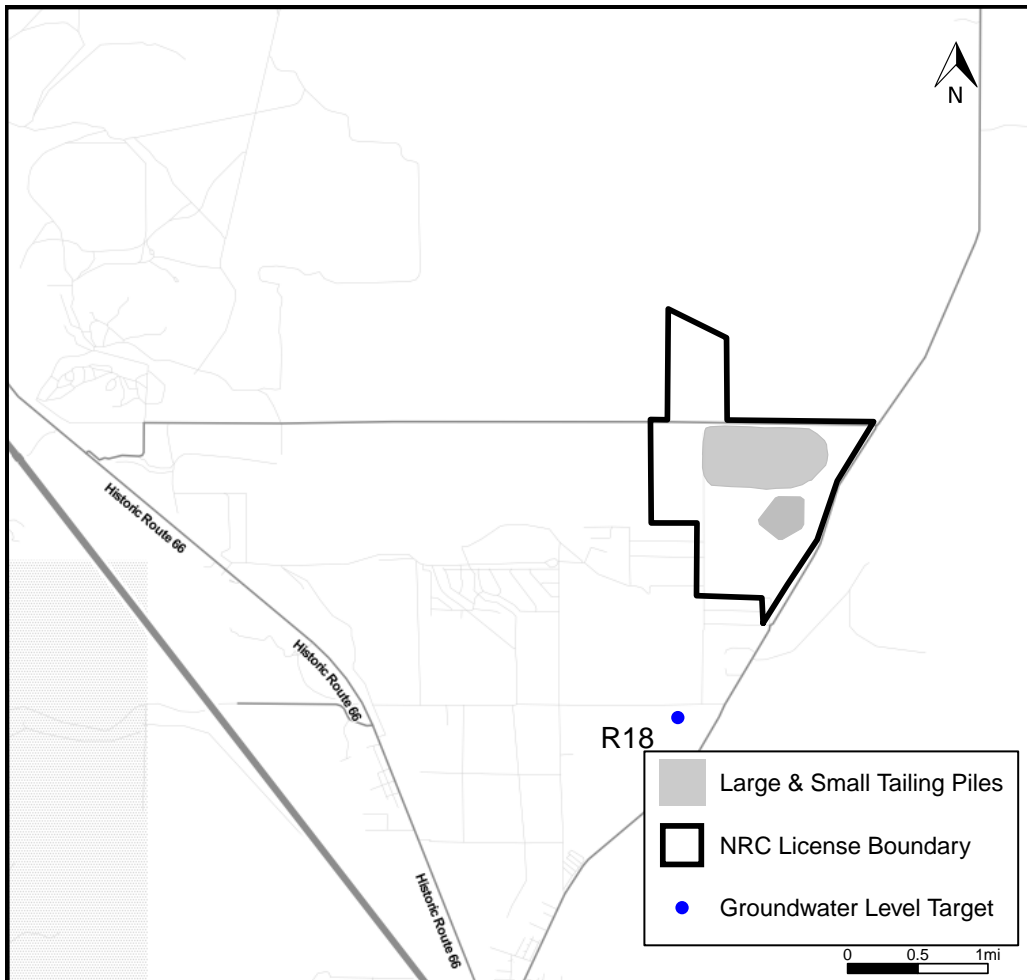 N
Historic Route 66
Historic Route 66
R18
Large & Small Tailing Piles
NRC License Boundary
Historic Route 66
Groundwater Level Target
0 0.5 1mi